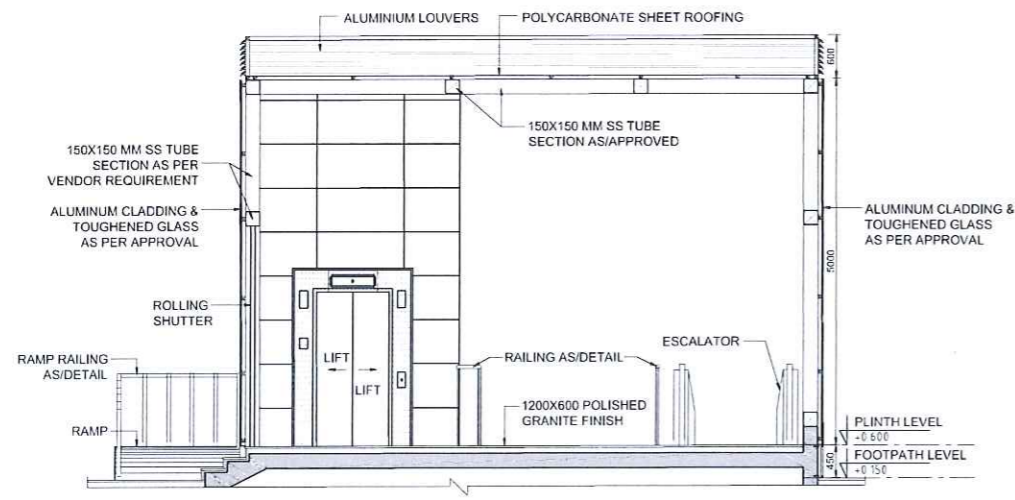 ALUMINIUM LOUVERS
POLYCARBONATE SHEET ROOFING
600
150X150 MM SS TUBE
SECTION AS/APPROVED
150X150 MM SS TUBE
SECTION AS PER
VENDOR REQUIREMENT
ALUMINUM CLADDING &
TOUGHENED GLASS
AS PER APPROVAL
ALUMINUM CLADDING &
TOUGHENED GLASS
AS PER APPROVAL
5000
ROLLING
SHUTTER
RAMP RAILING
AS/DETAIL
LIFT
LIFT
RAILING AS/DETAIL
ESCALATOR
1200X600 POLISHED
GRANITE FINISH
RAMP
PLINTH LEVEL
+0.600
450
FOOTPATH LEVEL
+0.150